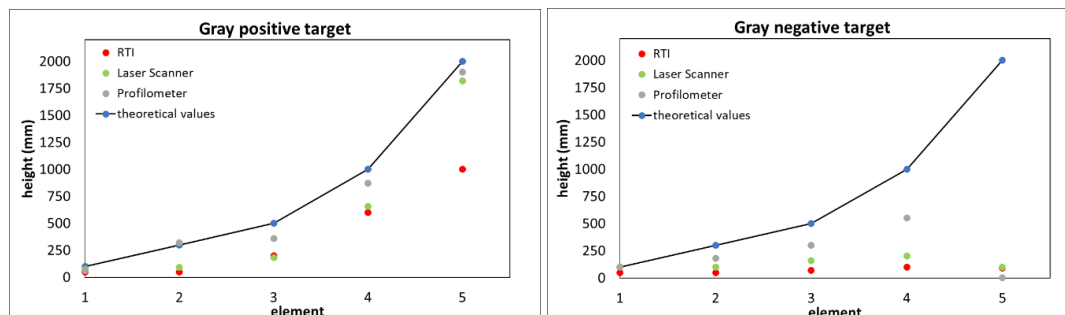 Gray positive target
RTI
Laser Scanner
Profilometer
theoretical values
height (mm)
2000
1750
1500
1250
1000
750
500
250
0
1 2 3 4 5
element
Gray negative target
RTI
Laser Scanner
Profilometer
theoretical values
height (mm)
2000
1750
1500
1250
1000
750
500
250
0
1 2 3 4 5
element